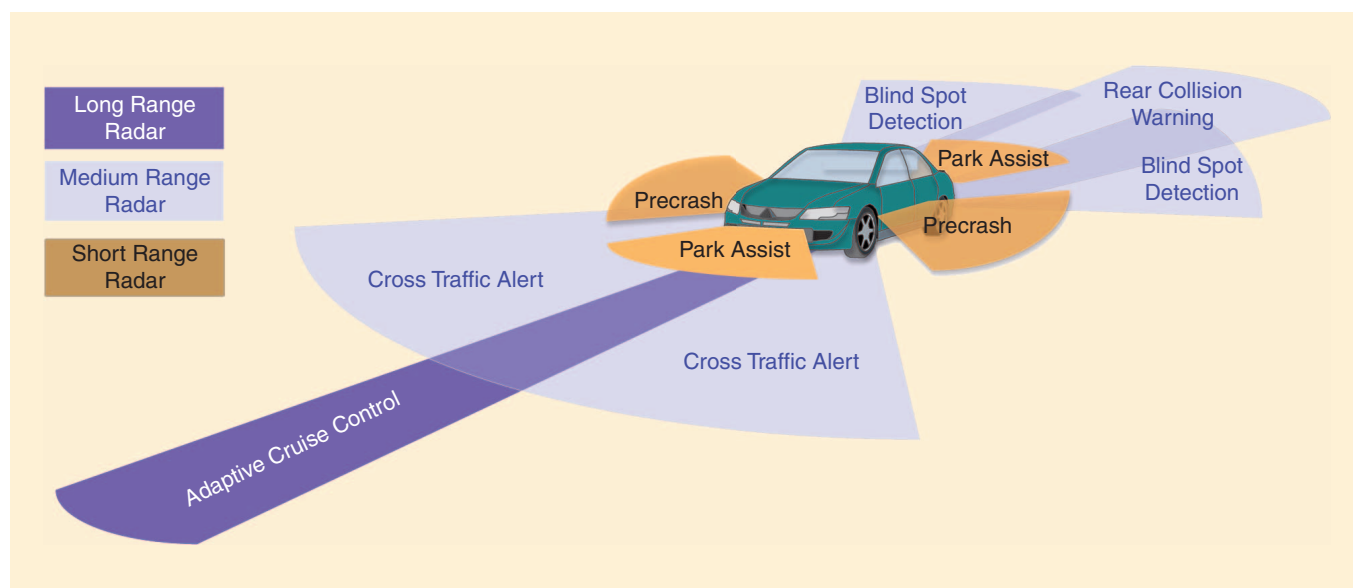 Long Range
Radar
Medium Range
Radar
Short Range
Radar
Blind Spot
Detection
Rear Collision
Warning
Park Assist
Blind Spot
Detection
Precrash
Precrash
Park Assist
Cross Traffic Alert
Cross Traffic Alert
Adaptive Cruise Control